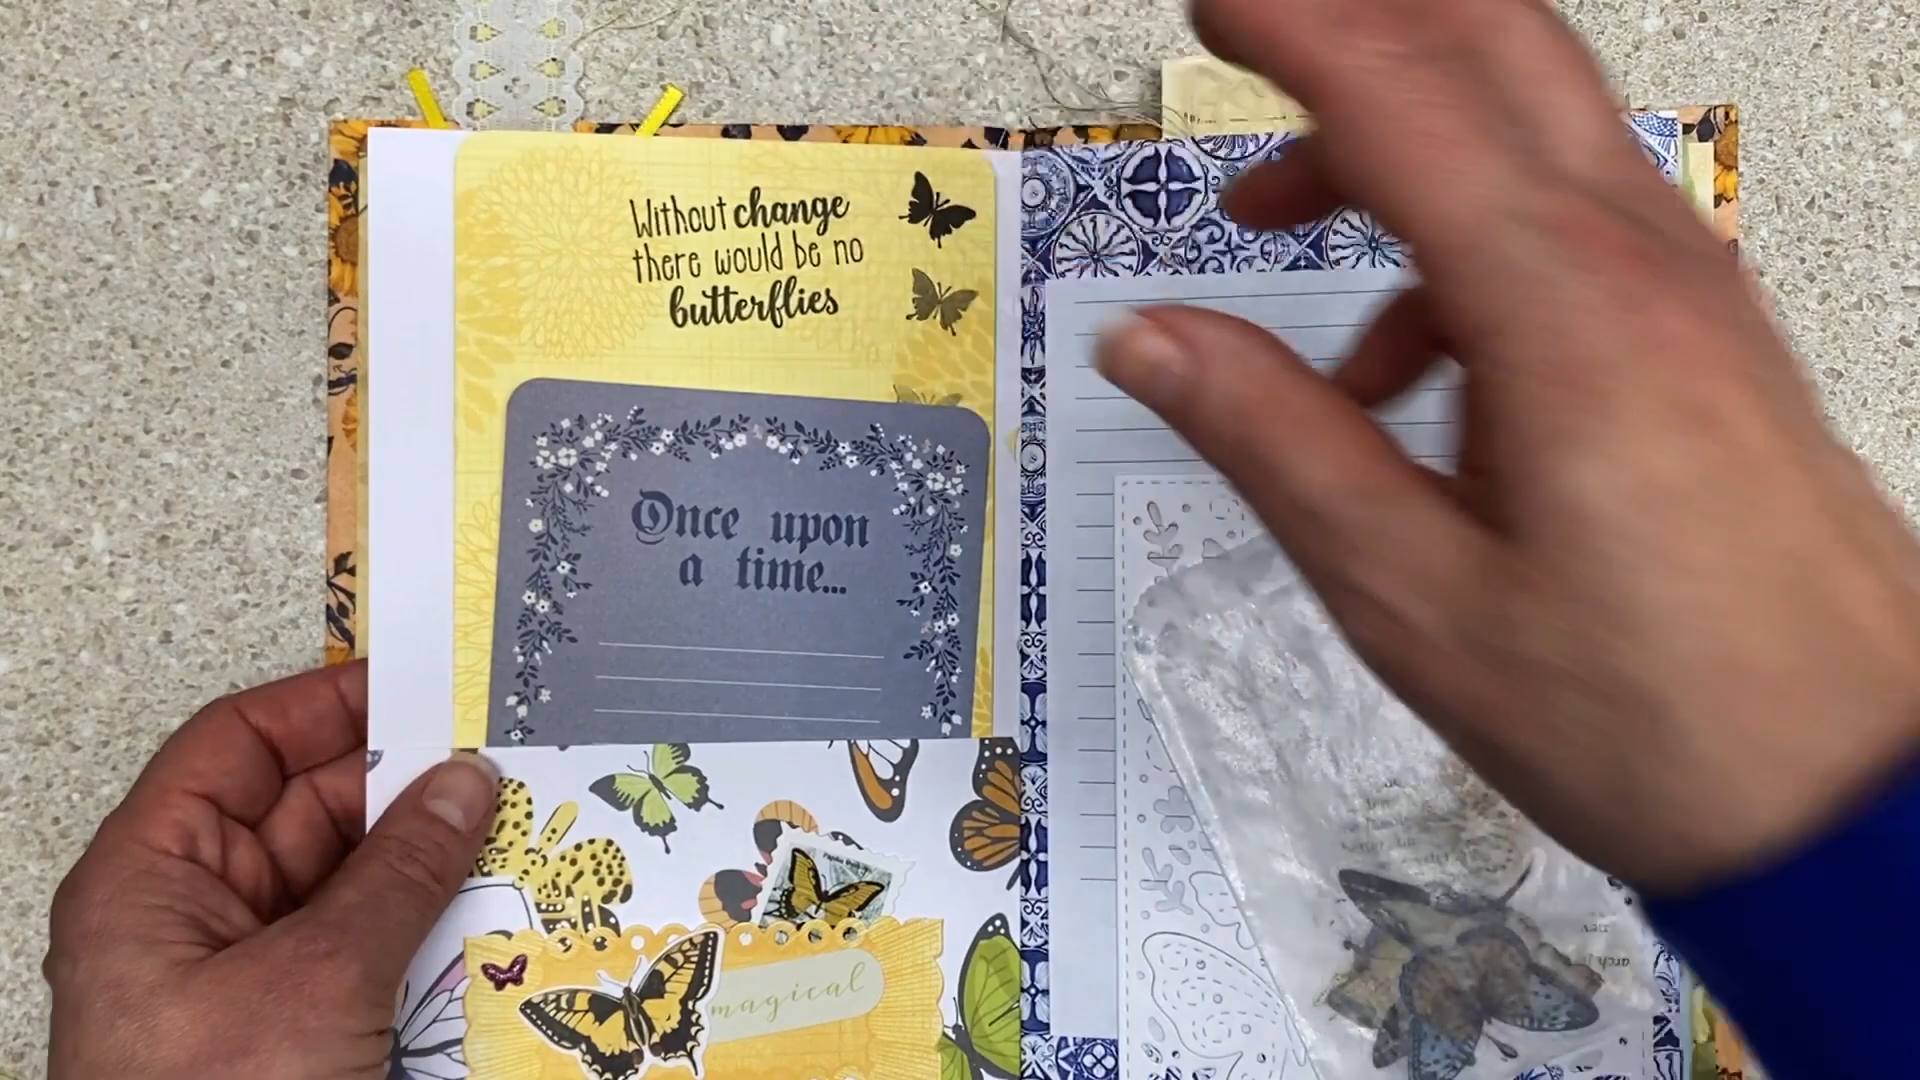 Without change
there would be no
butterflies
Once upon
a time...
magical